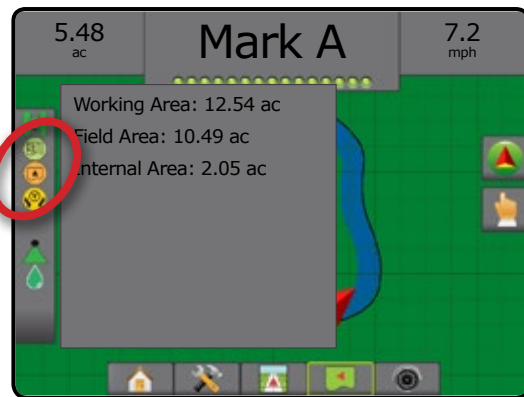 5.48
ac
Mark A
7.2
mph
Working Area: 12.54 ac
Field Area: 10.49 ac
Internal Area: 2.05 ac